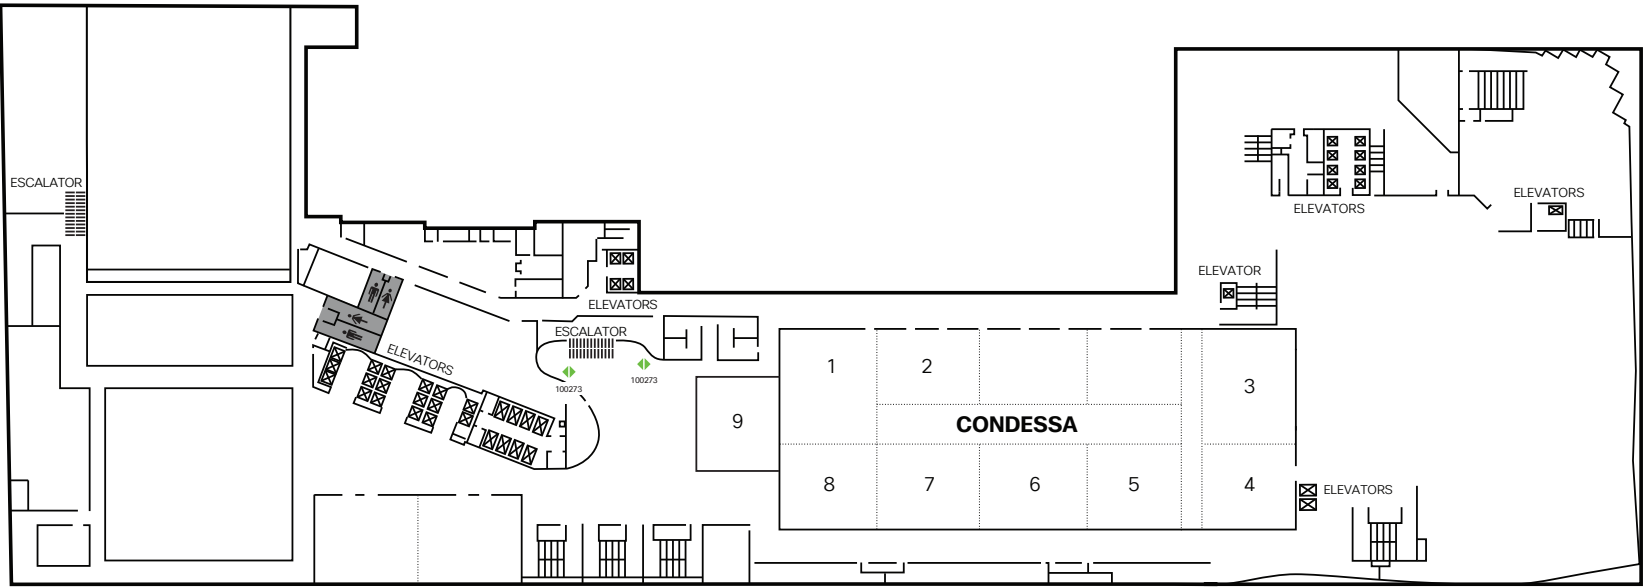 ESCALATOR
ELEVATORS
ELEVATORS
ELEVATOR
ELEVATORS
ESCALATOR
ELEVATORS
100273
100273
1
2
3
9
CONDESSA
8
7
6
5
4
ELEVATORS